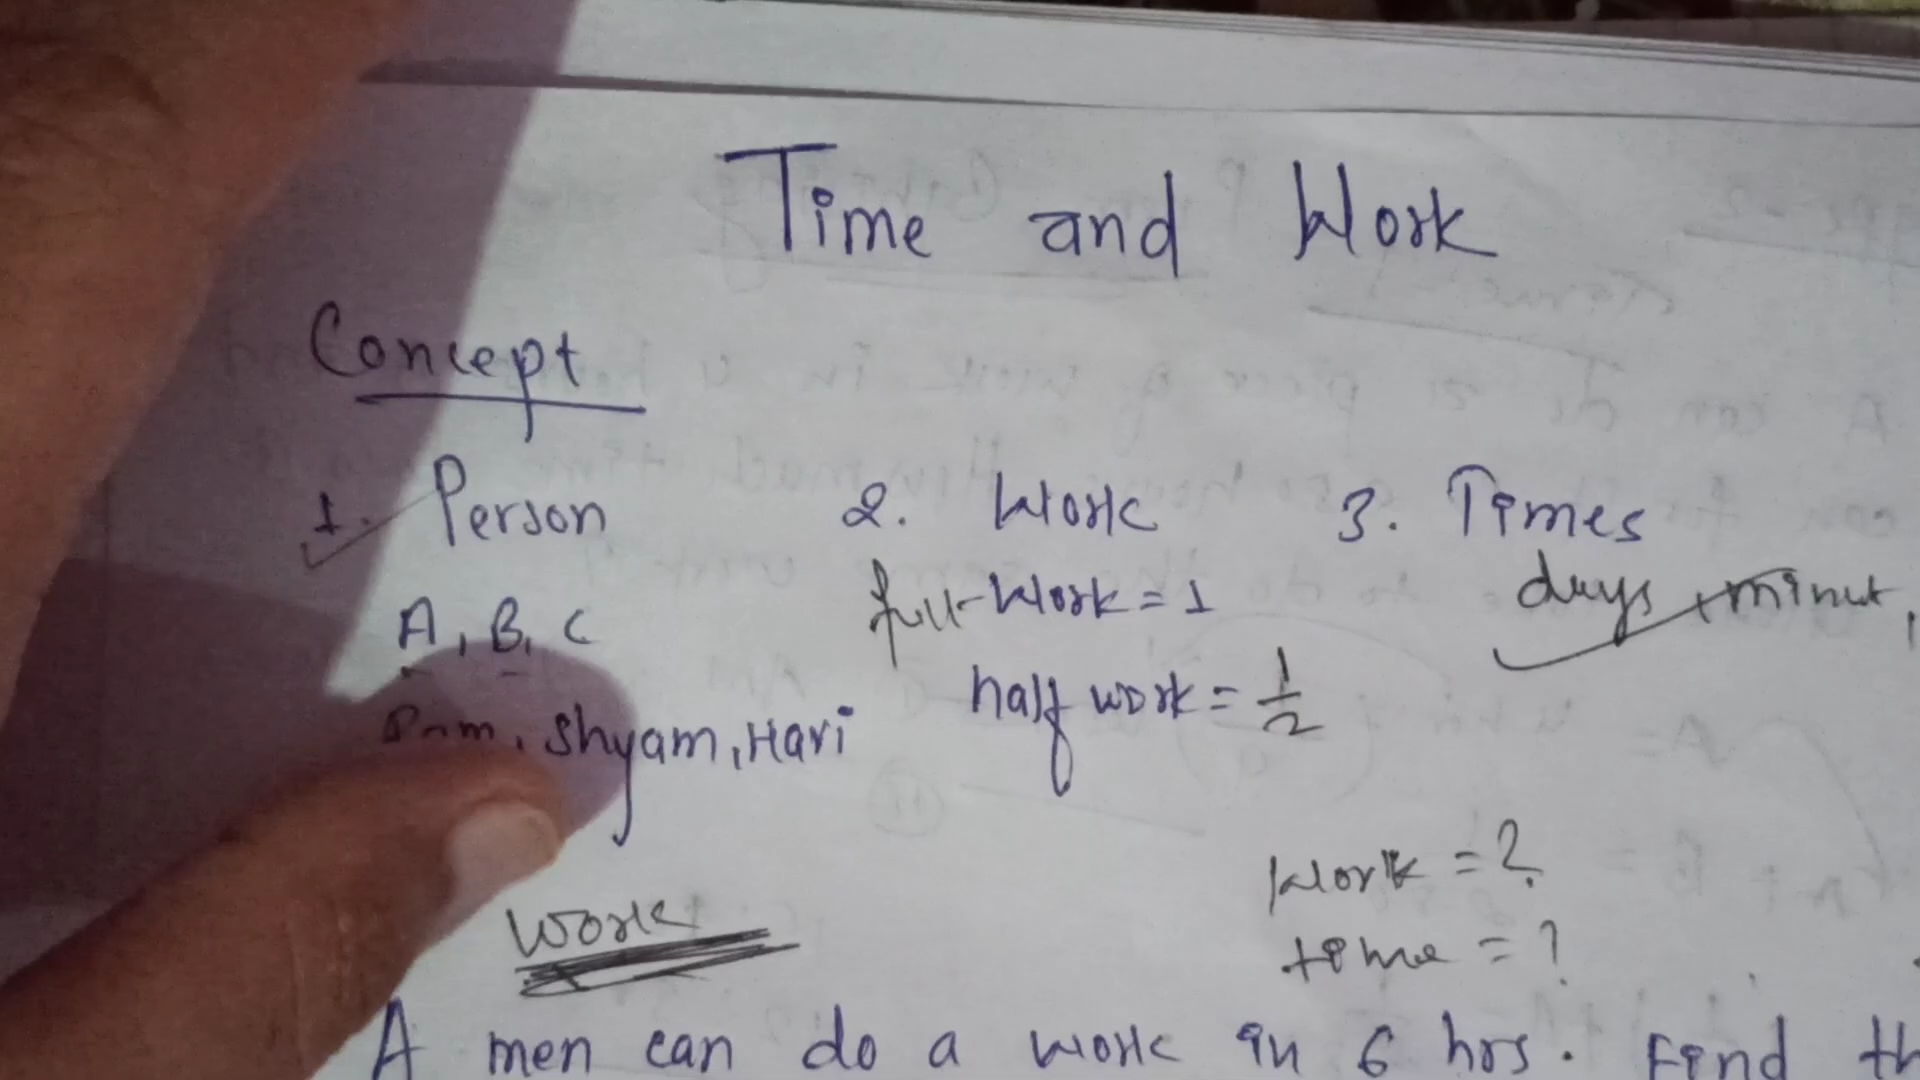 Time and Work
Concept
1. Person 2. Work 3. Times
A, B, C full Work = 1 days, minut,
Ram, Shyam, Hari half work = 1/2
Work = ?
Work time = ?
A men can do a work in 6 hrs. Find